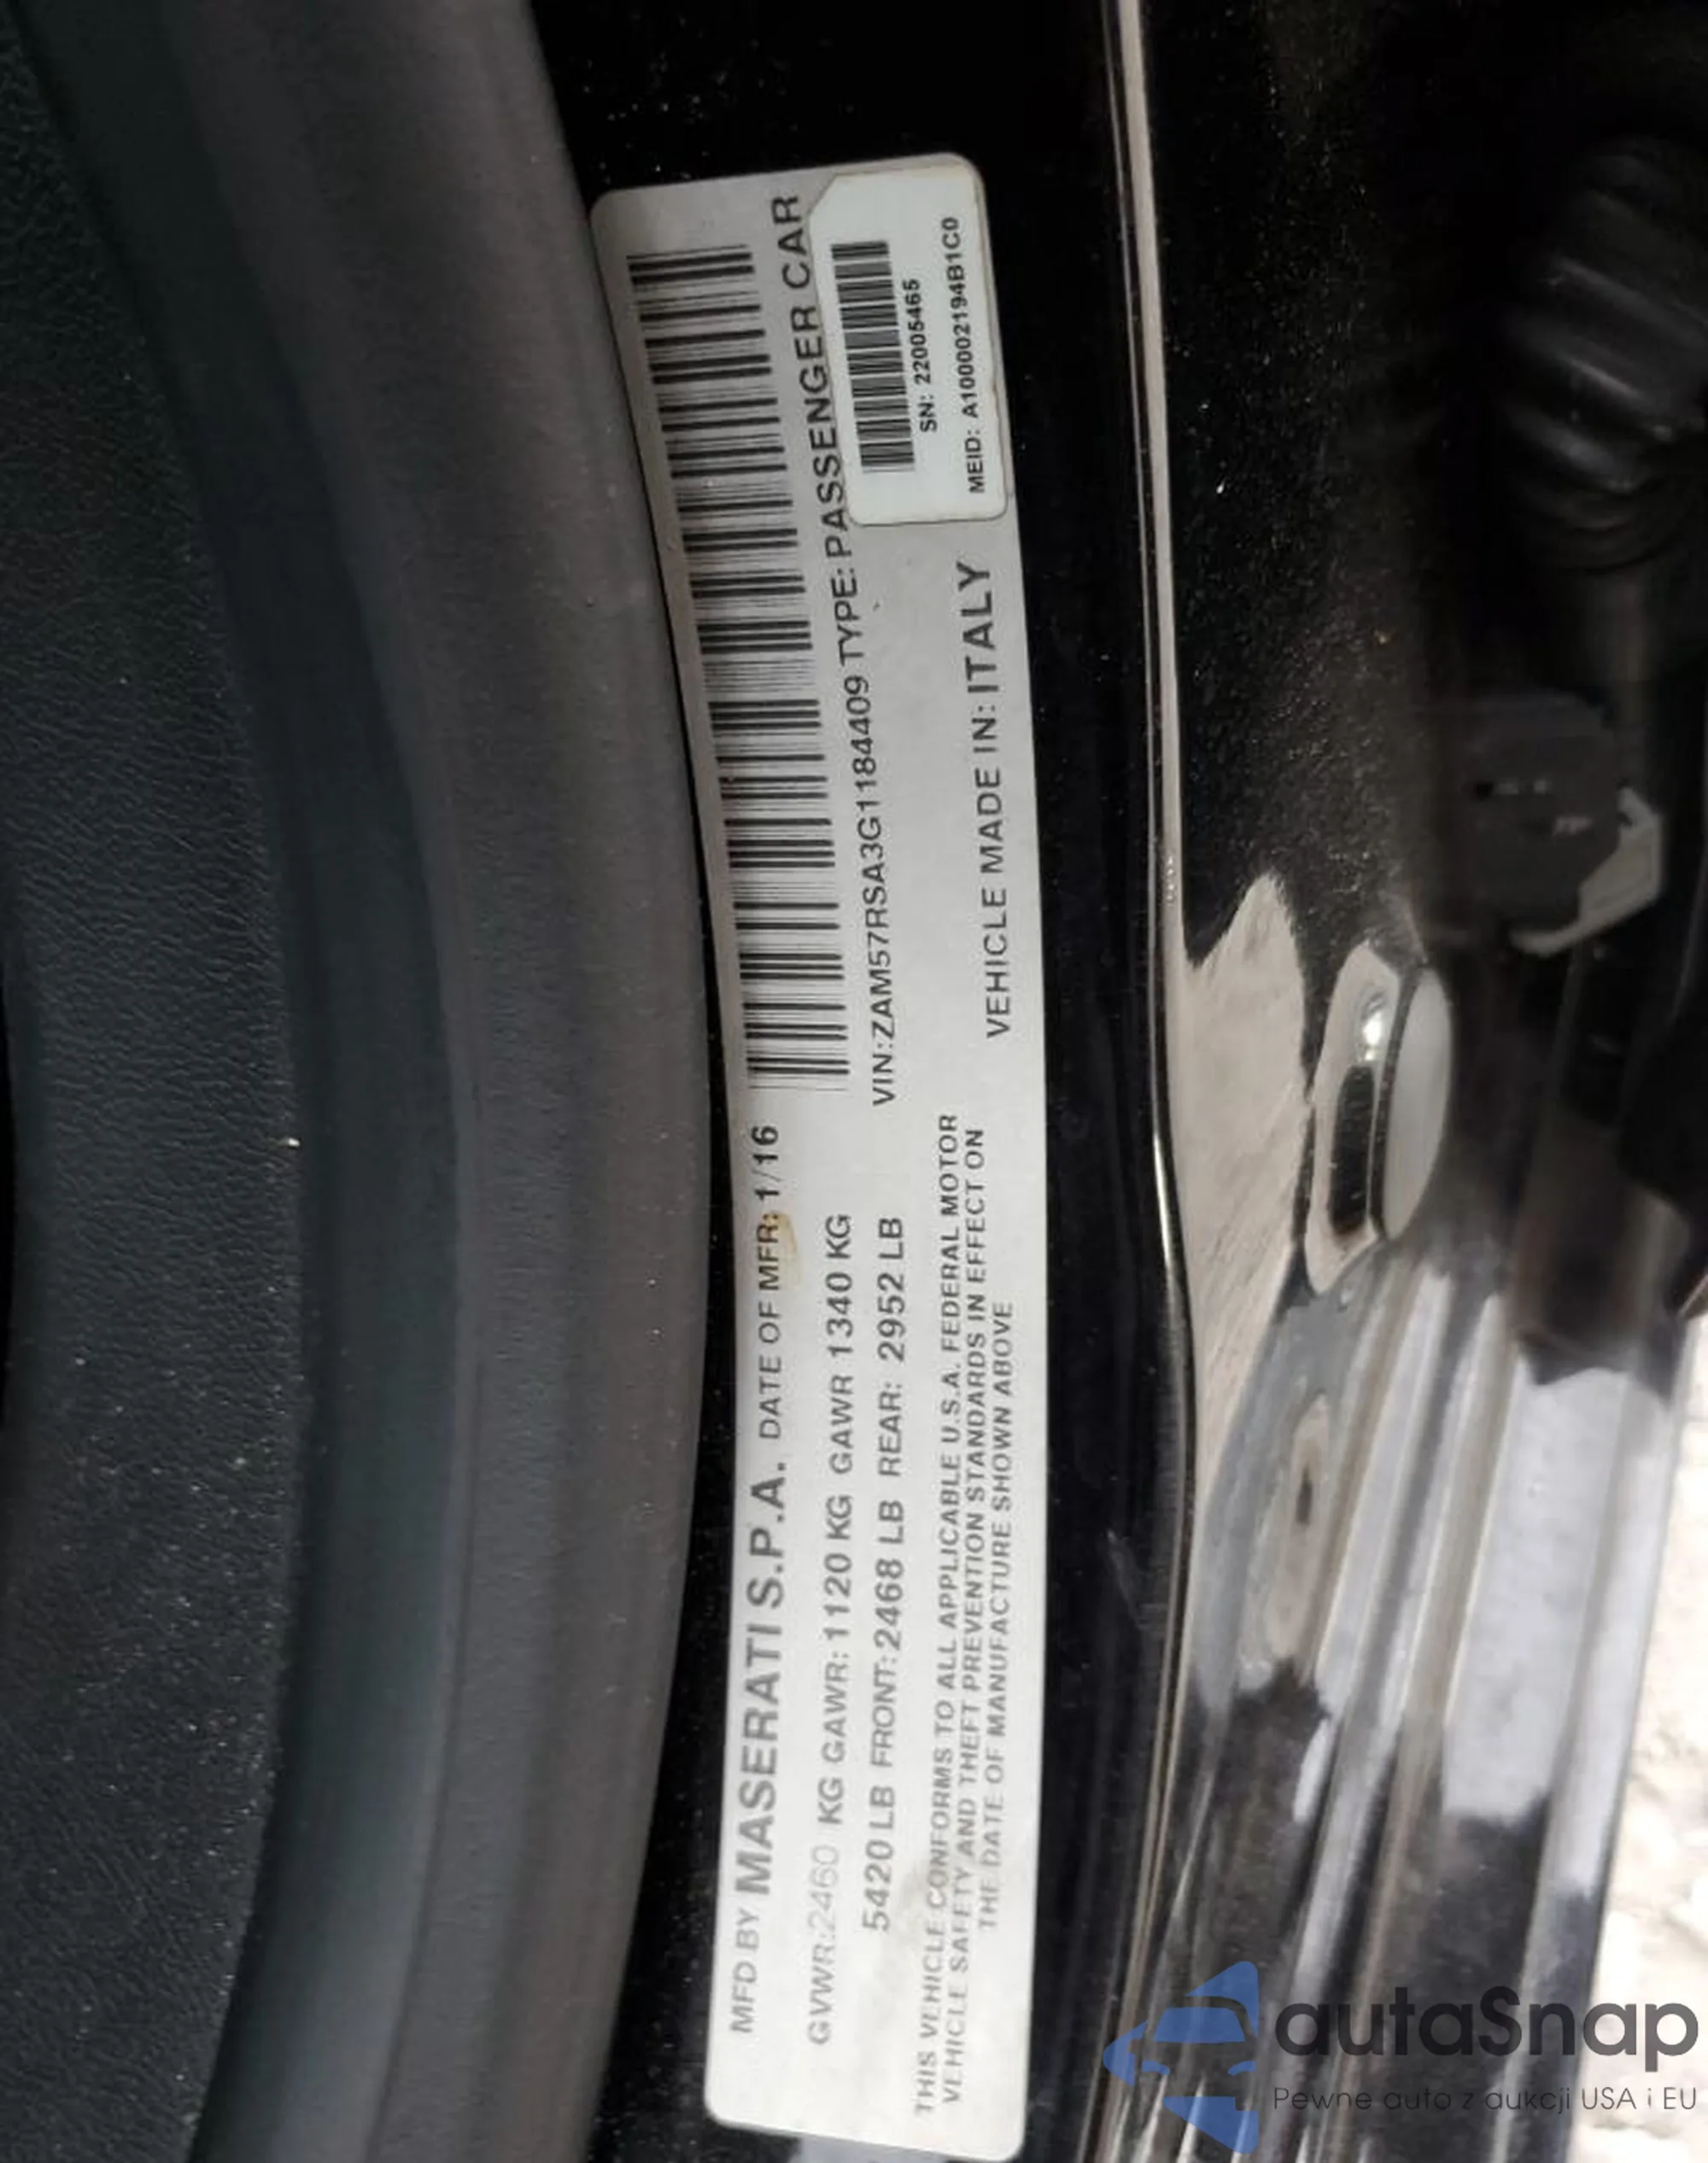 MFD BY MASERATI S.P.A. DATE OF MFR: 1/16
GVWR:2460 KG GAWR: 1120 KG GAWR 1340 KG
5420 LB FRONT: 2468 LB REAR: 2952 LB
THIS VEHICLE CONFORMS TO ALL APPLICABLE U.S.A. FEDERAL MOTOR
VEHICLE SAFETY AND THEFT PREVENTION STANDARDS IN EFFECT ON
THE DATE OF MANUFACTURE SHOWN ABOVE
VIN:ZAM57RSA3G1184409 TYPE: PASSENGER CAR
VEHICLE MADE IN: ITALY
SN: 22005465
MEID: A100002194B1C0
autaSnap
Pewne auto z aukcji USA i EU